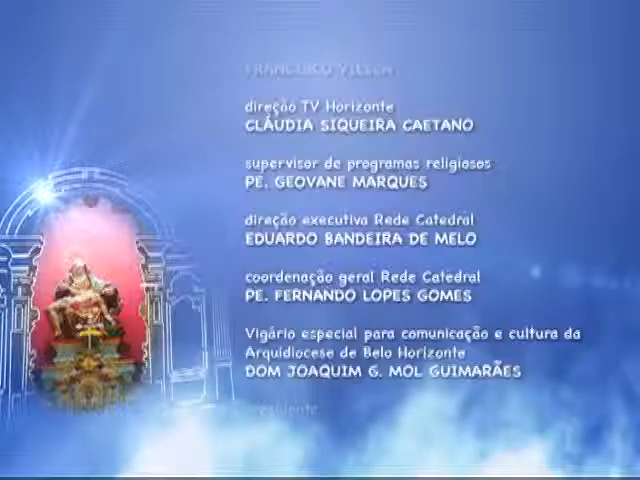 direção TV Horizonte
CLÁUDIA SIQUEIRA CAETANO
supervisor de programas religiosos
PE. GEOVANE MARQUES
direção executiva Rede Catedral
EDUARDO BANDEIRA DE MELO
coordenação geral Rede Catedral
PE. FERNANDO LOPES GOMES
Vigário especial para comunicação e cultura da
Arquidiocese de Belo Horizonte
DOM JOAQUIM G. MOL GUIMARÃES
presidente